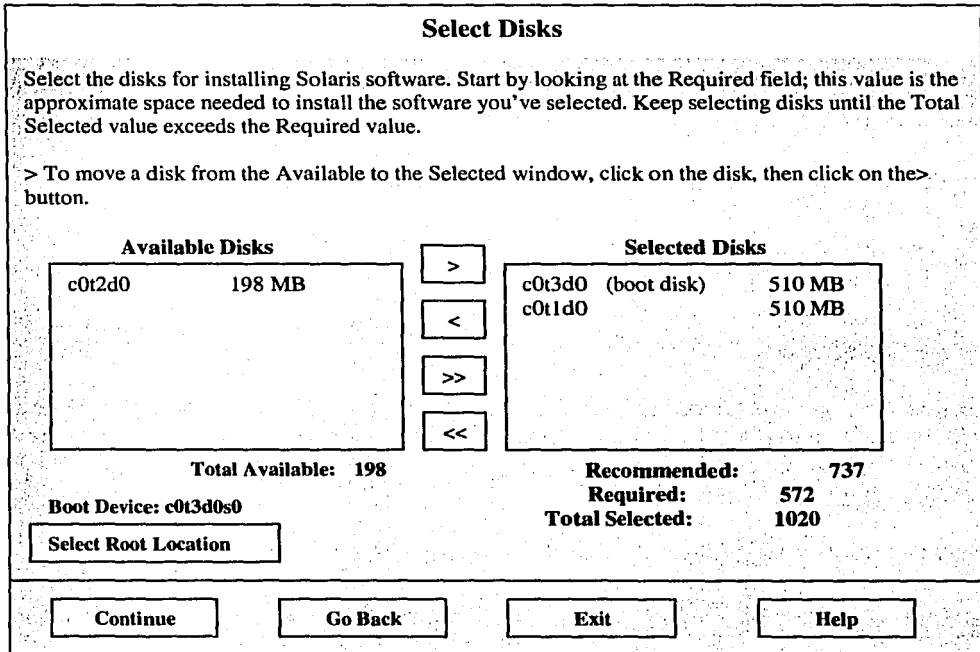 Select Disks
Select the disks for installing Solaris software. Start by looking at the Required field; this value is the
approximate space needed to install the software you've selected. Keep selecting disks until the Total
Selected value exceeds the Required value.
> To move a disk from the Available to the Selected window, click on the disk, then click on the>
button.
Available Disks
c0t2d0 198 MB
>
<
>>
<<
Selected Disks
c0t3d0 (boot disk) 510 MB
c0t1d0 510 MB
Total Available: 198
Recommended: 737
Required: 572
Total Selected: 1020
Boot Device: c0t3d0s0
Select Root Location
Continue
Go Back
Exit
Help